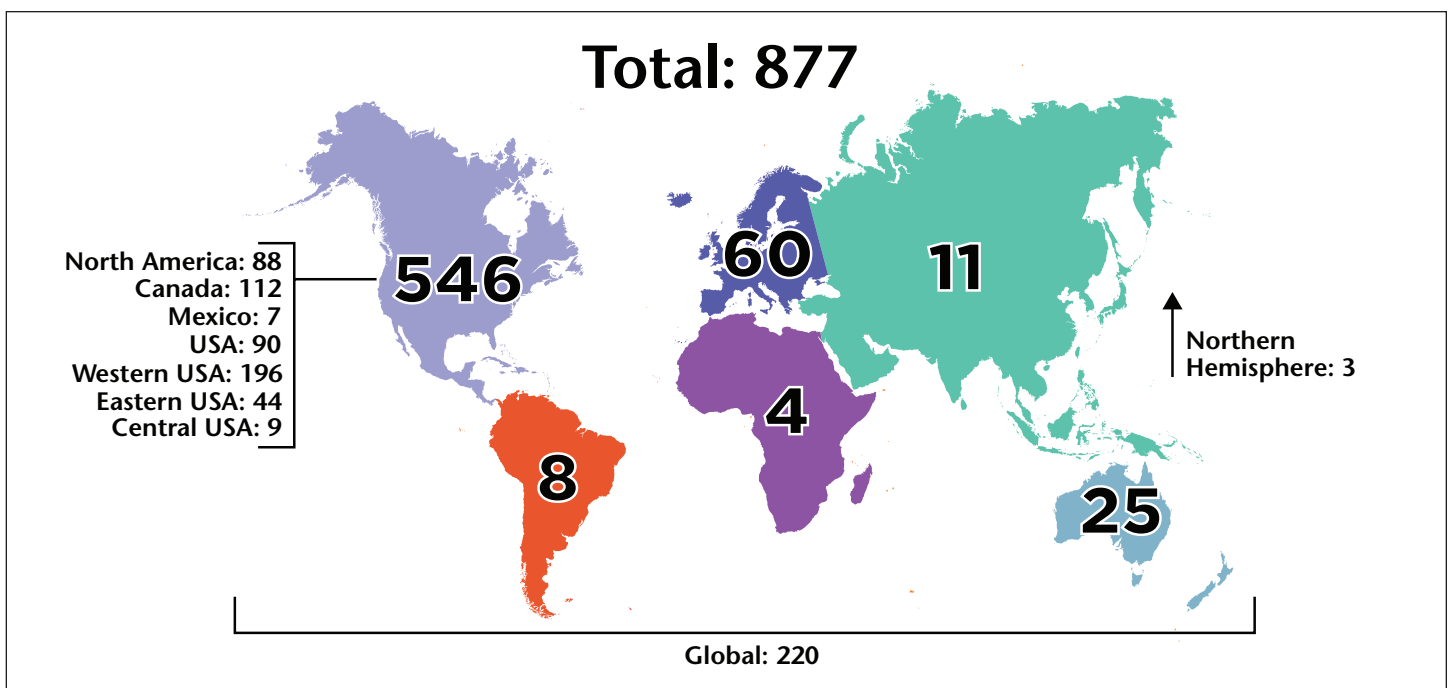 Total: 877
North America: 88
Canada: 112
Mexico: 7
USA: 90
Western USA: 196
Eastern USA: 44
Central USA: 9
546
60
11
4
8
25
Northern
Hemisphere: 3
Global: 220